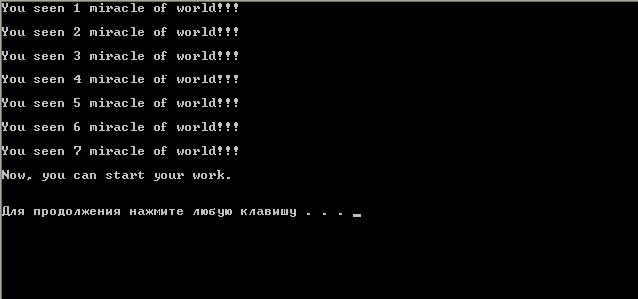 You seen 1 miracle of world!!!
You seen 2 miracle of world!!!
You seen 3 miracle of world!!!
You seen 4 miracle of world!!!
You seen 5 miracle of world!!!
You seen 6 miracle of world!!!
You seen 7 miracle of world!!!
Now, you can start your work.
Для продолжения нажмите любую клавишу . . . _